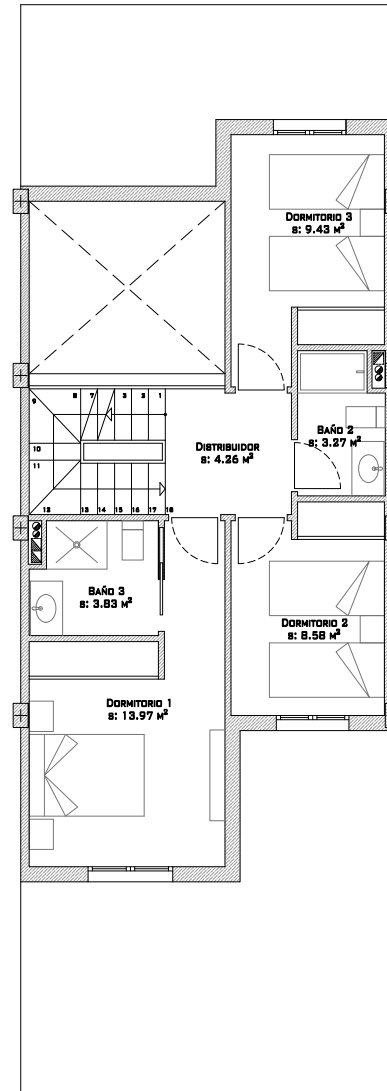 DORMITORIO 3
S: 9.43 M²
9
8
7
3
2
1
10
11
DISTRIBUIDOR
S: 4.26 M²
BAÑO 2
S: 3.27 M²
12
13
14
15
16
17
18
BAÑO 3
S: 3.83 M²
DORMITORIO 2
S: 8.58 M²
DORMITORIO 1
S: 13.97 M²